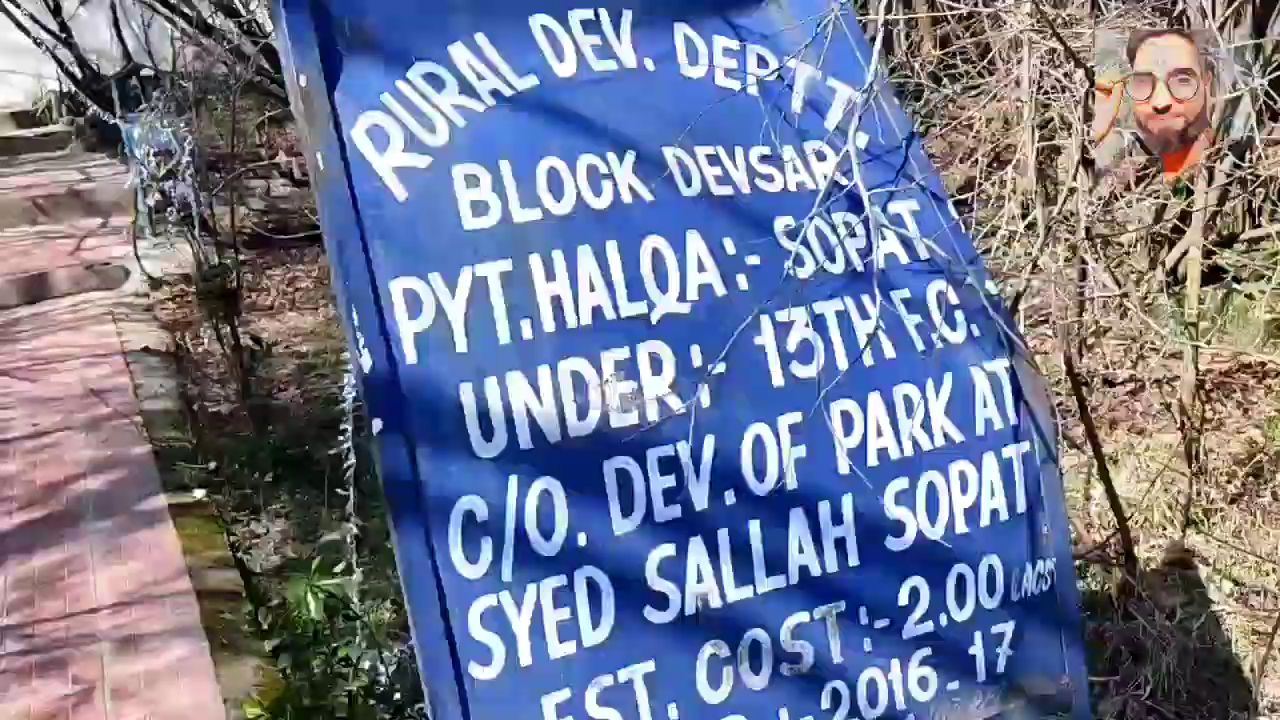 RURAL DEV. DEPTT.
BLOCK DEVSAR
PYT.HALQA:- SOPAT
UNDER:- 13TH F.C.
C/O. DEV. OF PARK AT
SYED SALLAH SOPAT
EST. COST:- 2.00 LACS
2016-17